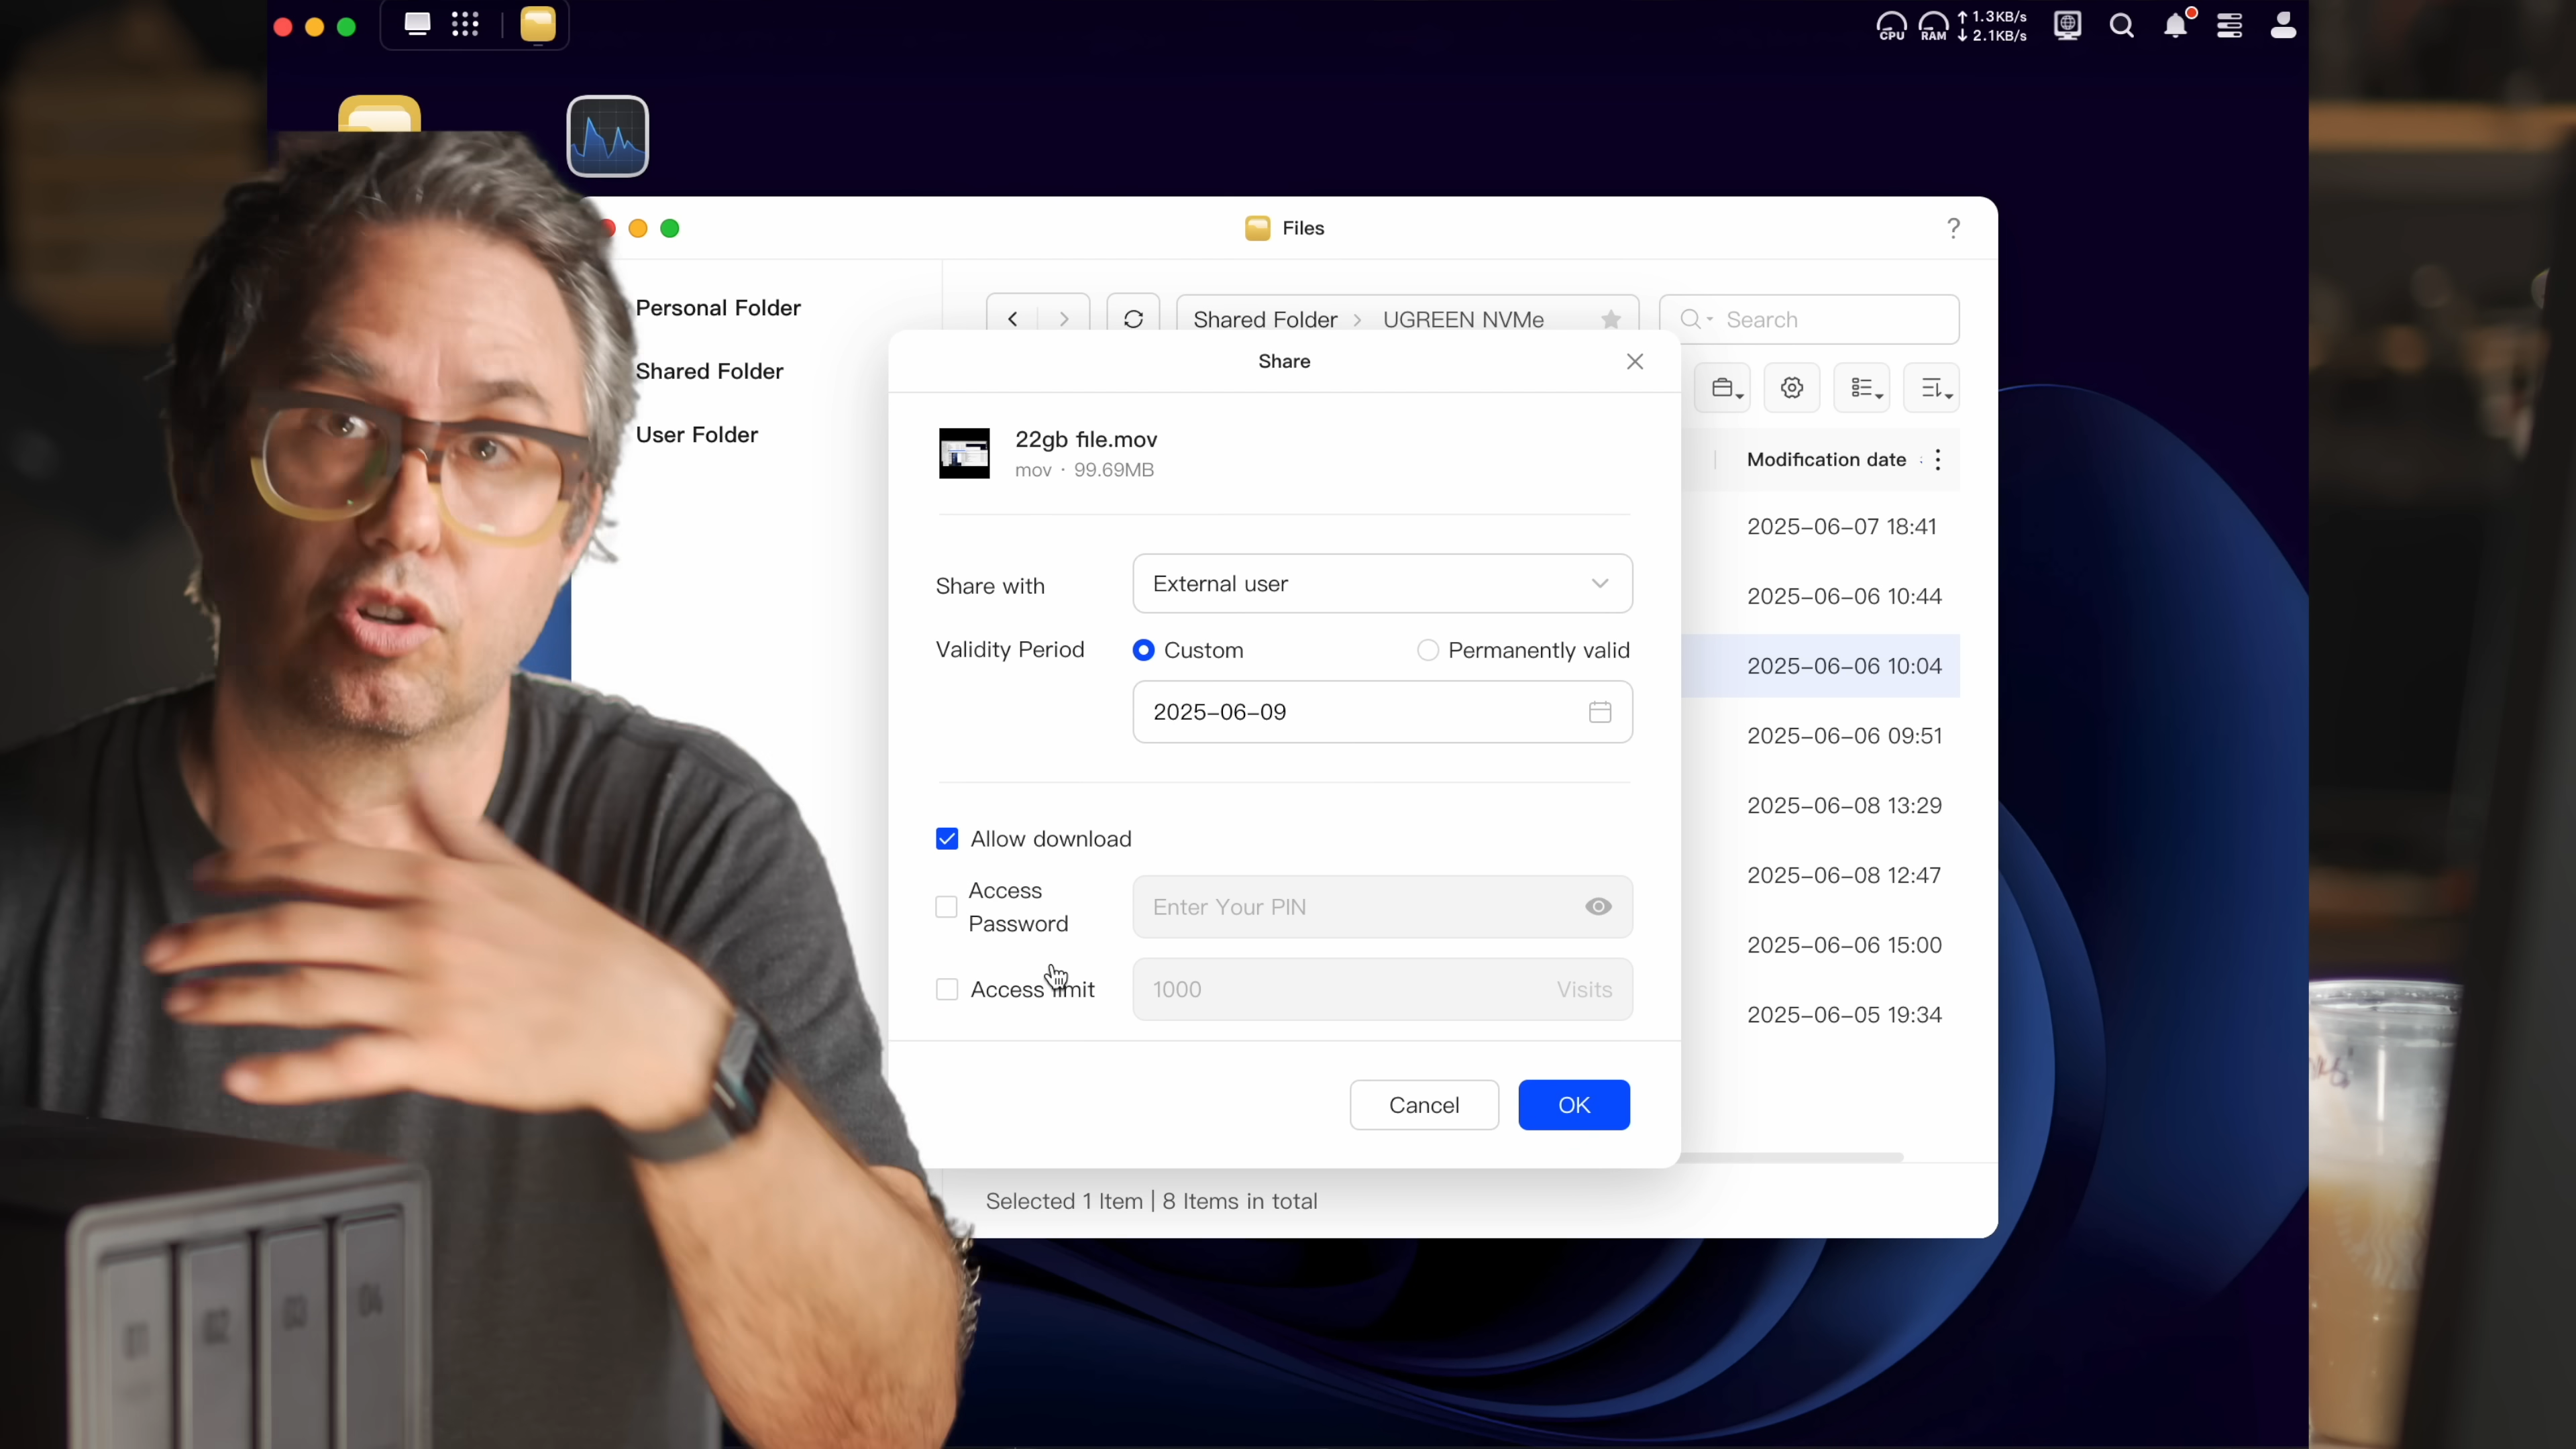 CPU
RAM
↑ 1.3KB/s
↓ 2.1KB/s
Files
?
Personal Folder
Shared Folder
User Folder
Shared Folder > UGREEN NVMe
Search
Share
22gb file.mov
mov · 99.69MB
Modification date
2025-06-07 18:41
2025-06-06 10:44
2025-06-06 10:04
2025-06-06 09:51
2025-06-08 13:29
2025-06-08 12:47
2025-06-06 15:00
2025-06-05 19:34
Share with
External user
Validity Period
Custom
Permanently valid
2025-06-09
Allow download
Access
Password
Enter Your PIN
Access limit
1000
Visits
Cancel
OK
Selected 1 Item | 8 Items in total
01
02
03
04